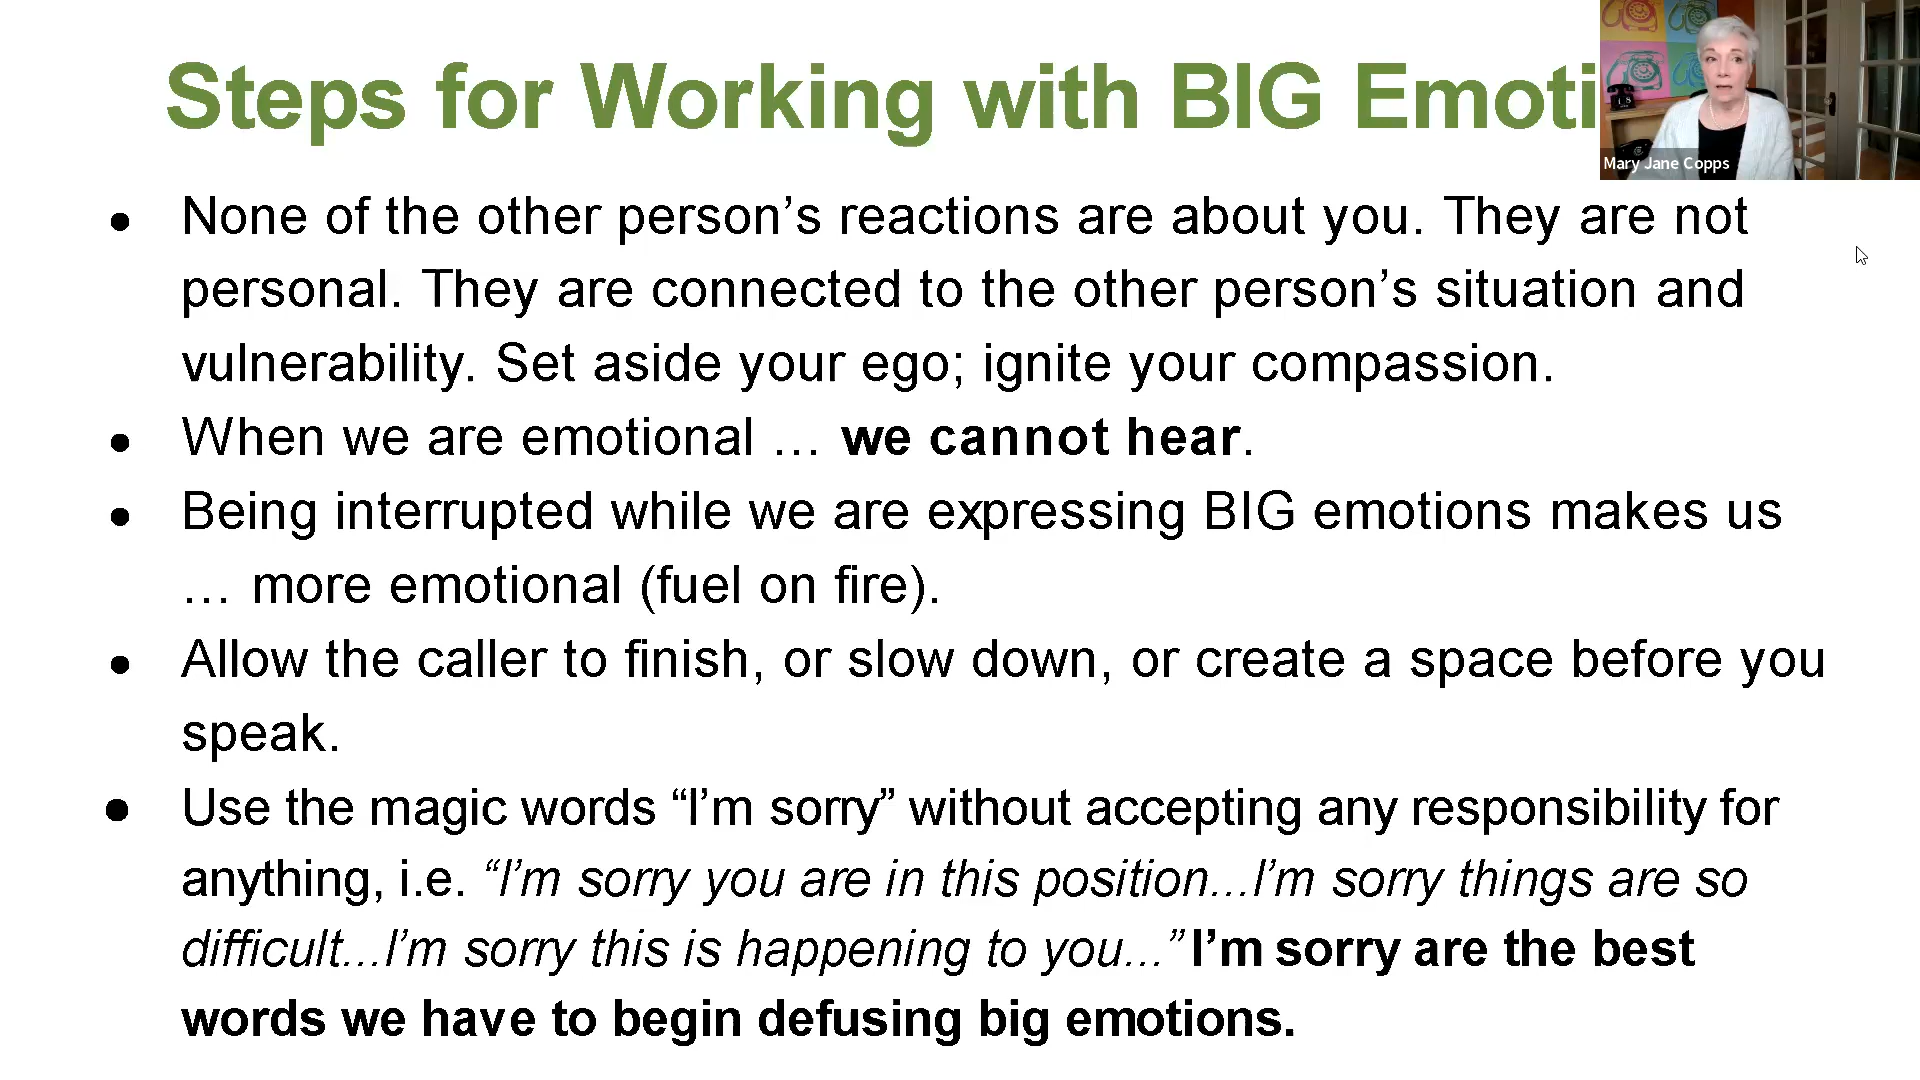 Steps for Working with BIG Emoti
Mary Jane Copps
● None of the other person’s reactions are about you. They are not
personal. They are connected to the other person’s situation and
vulnerability. Set aside your ego; ignite your compassion.
● When we are emotional … we cannot hear.
● Being interrupted while we are expressing BIG emotions makes us
… more emotional (fuel on fire).
● Allow the caller to finish, or slow down, or create a space before you
speak.
● Use the magic words “I’m sorry” without accepting any responsibility for
anything, i.e. “I’m sorry you are in this position...I’m sorry things are so
difficult...I’m sorry this is happening to you...” I’m sorry are the best
words we have to begin defusing big emotions.